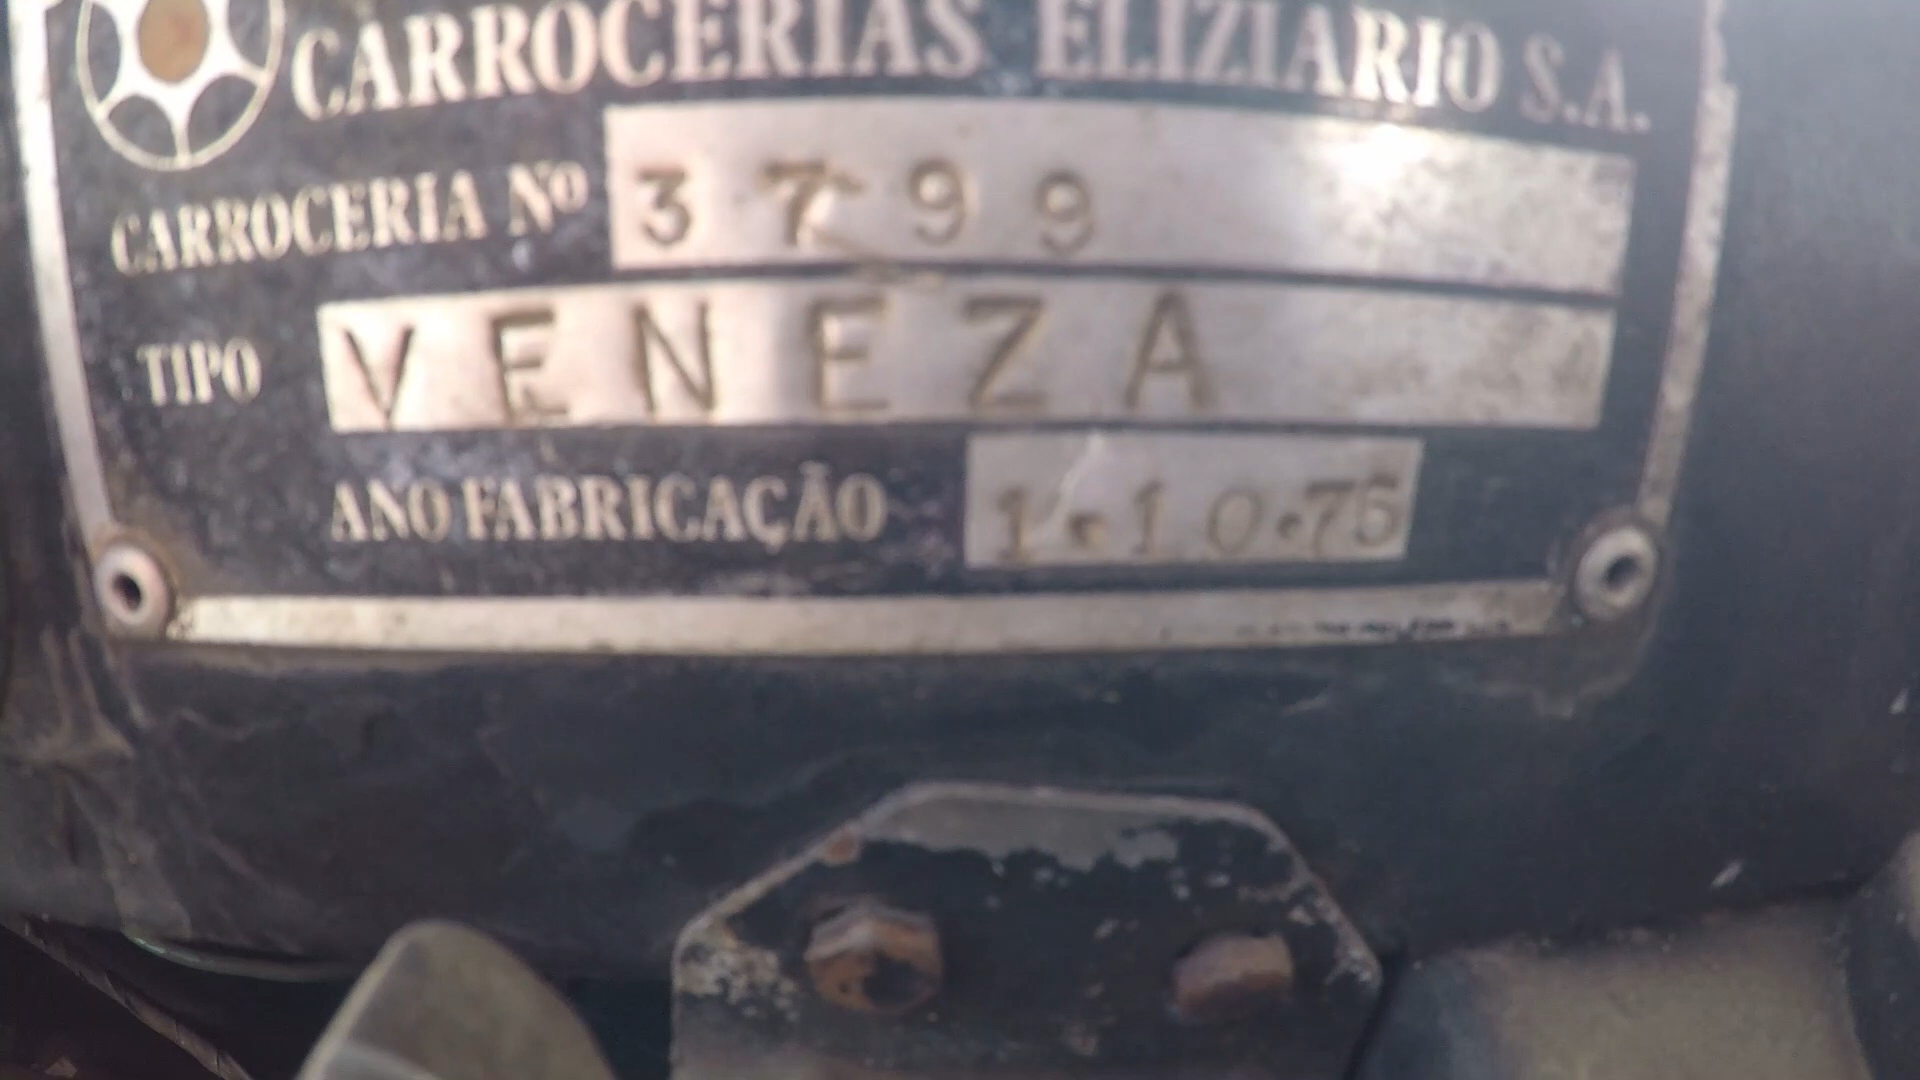 CARROCERIAS ELIZIARIO S.A.
CARROCERIA Nº 3799
TIPO VENEZA
ANO FABRICAÇÃO 1.10.75